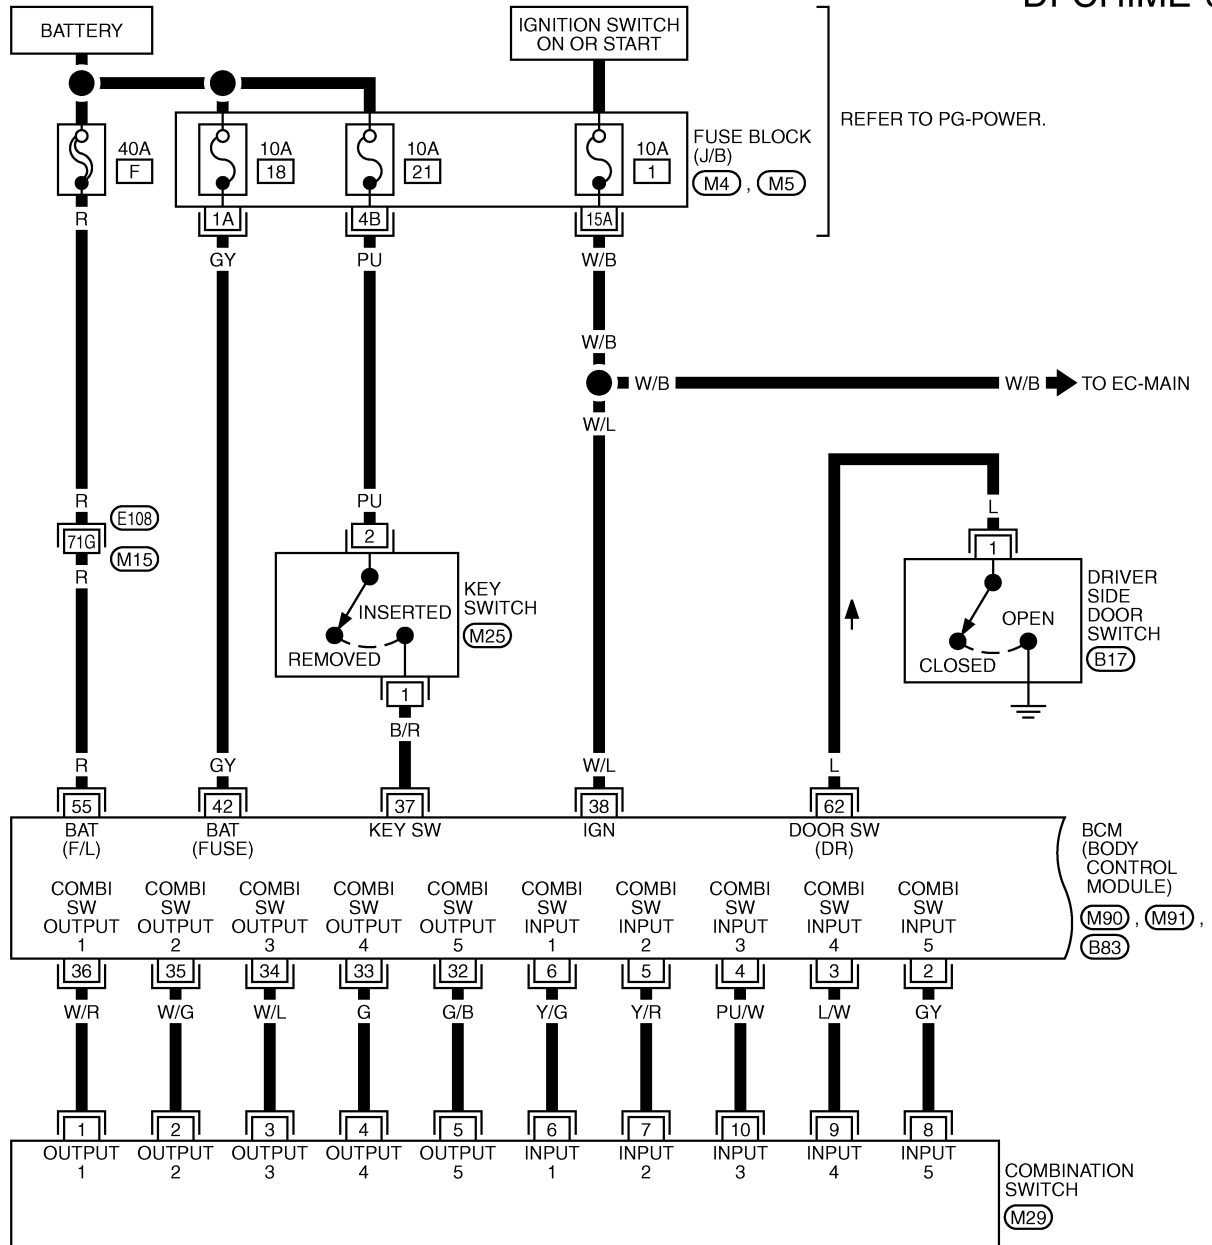 BATTERY
IGNITION SWITCH
ON OR START
REFER TO PG-POWER.
40A
F
10A
18
10A
21
10A
1
FUSE BLOCK
(J/B)
M4 , M5
R
1A
4B
15A
GY
PU
W/B
W/B
W/B
W/B
TO EC-MAIN
W/L
R
PU
L
E108
71G
M15
R
2
1
KEY
SWITCH
M25
INSERTED
REMOVED
DRIVER
SIDE
DOOR
SWITCH
B17
OPEN
CLOSED
1
B/R
R
GY
W/L
L
55
42
37
38
62
BAT
(F/L)
BAT
(FUSE)
KEY SW
IGN
DOOR SW
(DR)
BCM
(BODY
CONTROL
MODULE)
M90 , M91 ,
B83
COMBI
SW
OUTPUT
1
COMBI
SW
OUTPUT
2
COMBI
SW
OUTPUT
3
COMBI
SW
OUTPUT
4
COMBI
SW
OUTPUT
5
COMBI
SW
INPUT
1
COMBI
SW
INPUT
2
COMBI
SW
INPUT
3
COMBI
SW
INPUT
4
COMBI
SW
INPUT
5
36
35
34
33
32
6
5
4
3
2
W/R
W/G
W/L
G
G/B
Y/G
Y/R
PU/W
L/W
GY
1
2
3
4
5
6
7
10
9
8
OUTPUT
1
OUTPUT
2
OUTPUT
3
OUTPUT
4
OUTPUT
5
INPUT
1
INPUT
2
INPUT
3
INPUT
4
INPUT
5
COMBINATION
SWITCH
M29